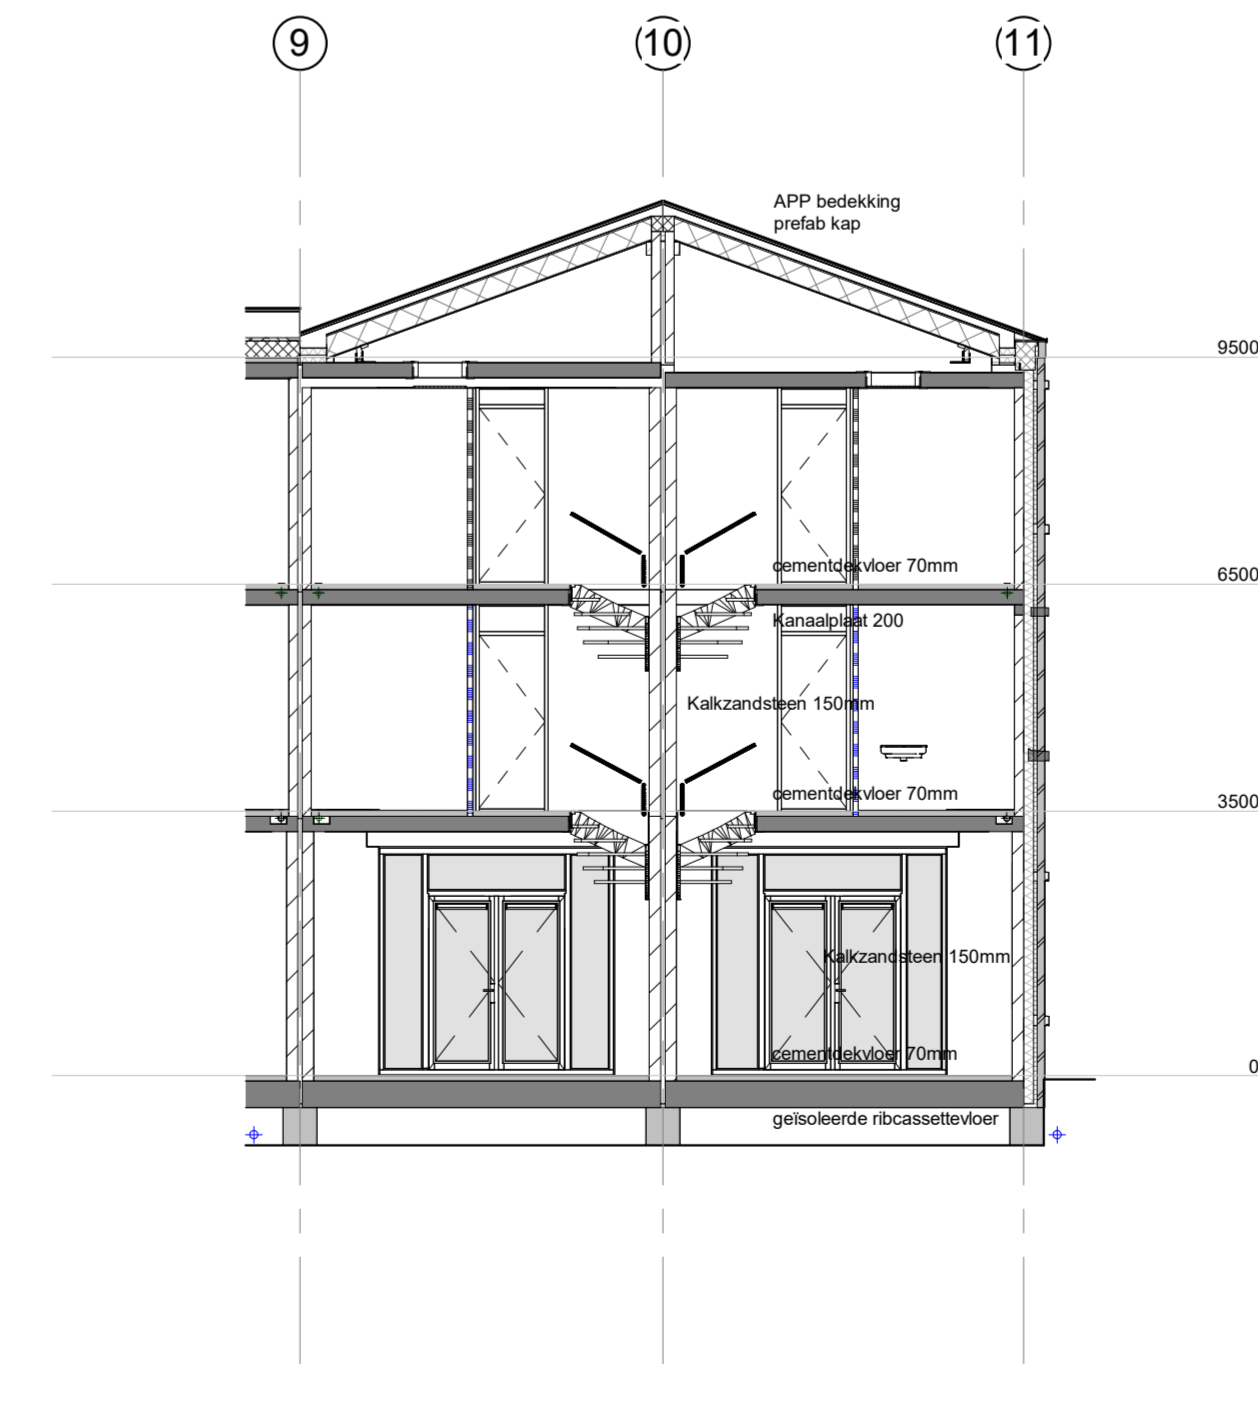 9
10
11
APP bedekking
prefab kap
9500
cementdekvloer 70mm
6500
Kanaalplaat 200
Kalkzandsteen 150mm
cementdekvloer 70mm
3500
Kalkzandsteen 150mm
cementdekvloer 70mm
0
geïsoleerde ribcassettevloer